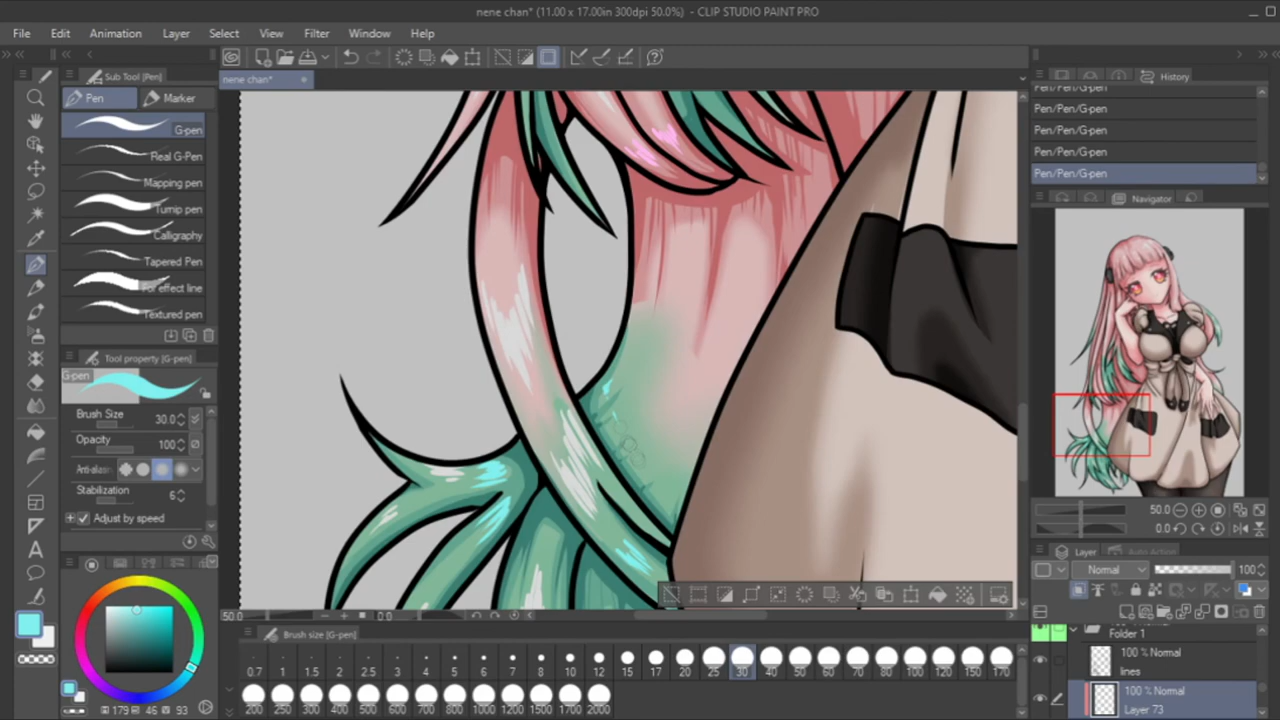 nene chan* (11.00 x 17.00in 300dpi 50.0%) - CLIP STUDIO PAINT PRO
File Edit Animation Layer Select View Filter Window Help
Sub Tool [Pen]
nene chan*
History
Pen Marker
Pen/Pen/G-pen
Pen/Pen/G-pen
Pen/Pen/G-pen
Pen/Pen/G-pen
Pen/Pen/G-pen
G-pen
Real G-Pen
Mapping pen
Turnip pen
Calligraphy
Tapered Pen
For effect line
Textured pen
Navigator
Tool property [G-pen]
G-pen
Brush Size 30.0
Opacity 100
Anti-aliasin
Stabilization 6
Adjust by speed
50.0
0.0
Layer Auto Action
Normal 100
Folder 1
100 % Normal
lines
100 % Normal
Layer 73
50.0 0.0
Brush size [G-pen]
0.7 1 1.5 2 2.5 3 4 5 6 7 8 10 12 15 17 20 25 30 40 50 60 70 80 100 120 150 170
200 250 300 400 500 600 700 800 1000 1200 1500 1700 2000
179 46 93